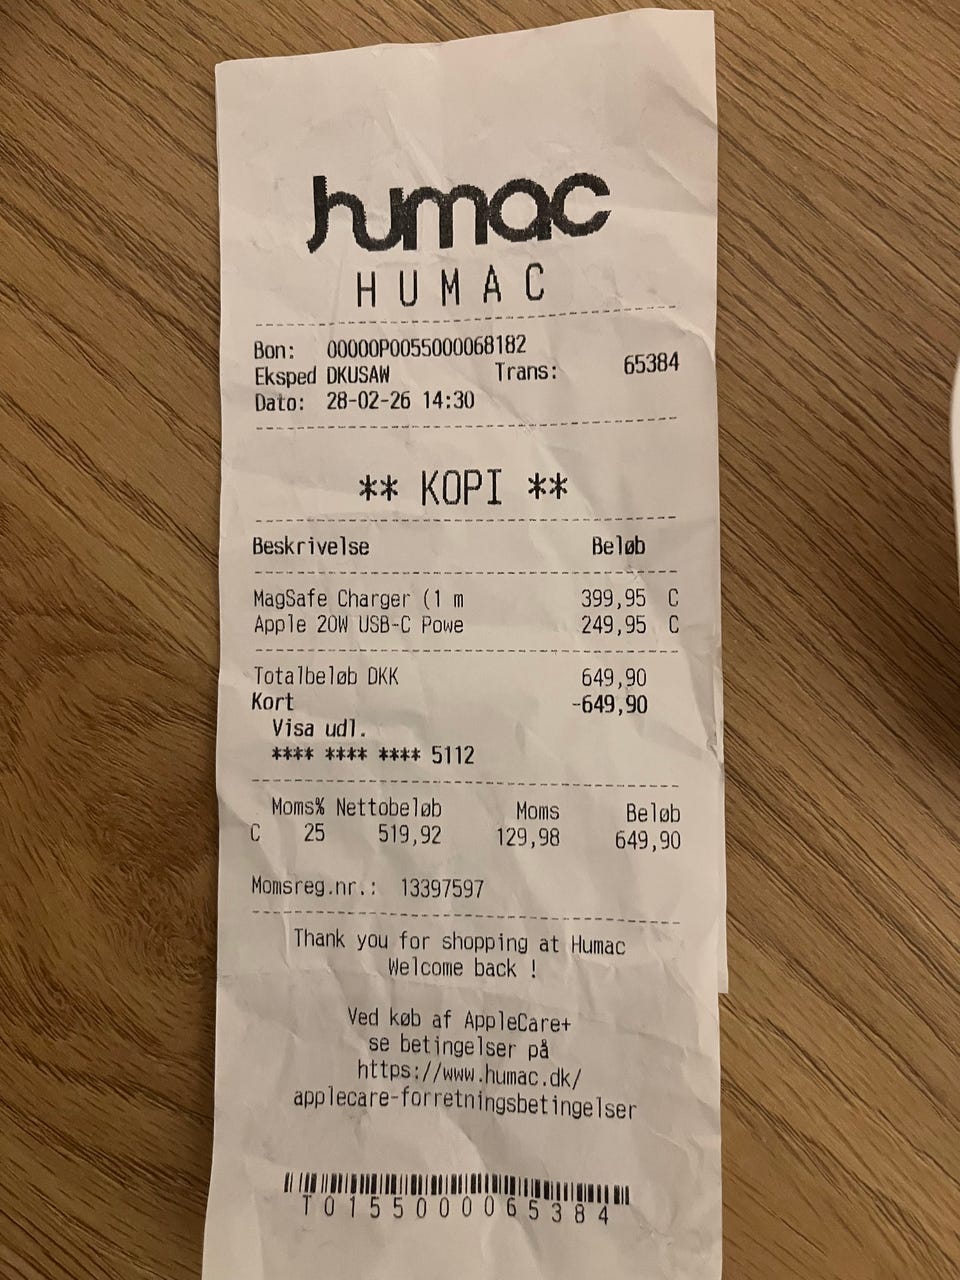 humac
HUMAC
Bon: 00000P0055000068182
Eksped DKUSAW Trans: 65384
Dato: 28-02-26 14:30
** KOPI **
Beskrivelse Beløb
MagSafe Charger (1 m 399,95 C
Apple 20W USB-C Powe 249,95 C
Totalbeløb DKK 649,90
Kort -649,90
Visa udl.
**** **** **** 5112
Moms% Nettobeløb Moms Beløb
C 25 519,92 129,98 649,90
Momsreg.nr.: 13397597
Thank you for shopping at Humac
Welcome back !
Ved køb af AppleCare+
se betingelser på
https://www.humac.dk/
applecare-forretningsbetingelser
T0155000065384